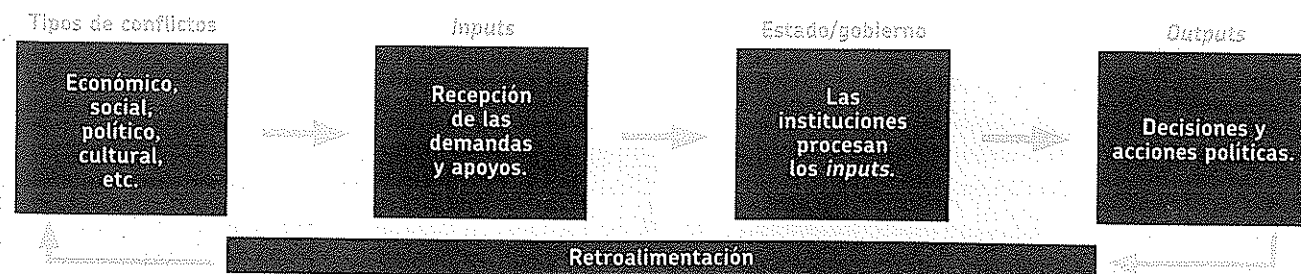 Tipos de conflictos
Económico,
social,
político,
cultural,
etc.
Inputs
Recepción
de las
demandas
y apoyos.
Estado/gobierno
Las
instituciones
procesan
los inputs.
Outputs
Decisiones y
acciones políticas.
Retroalimentación